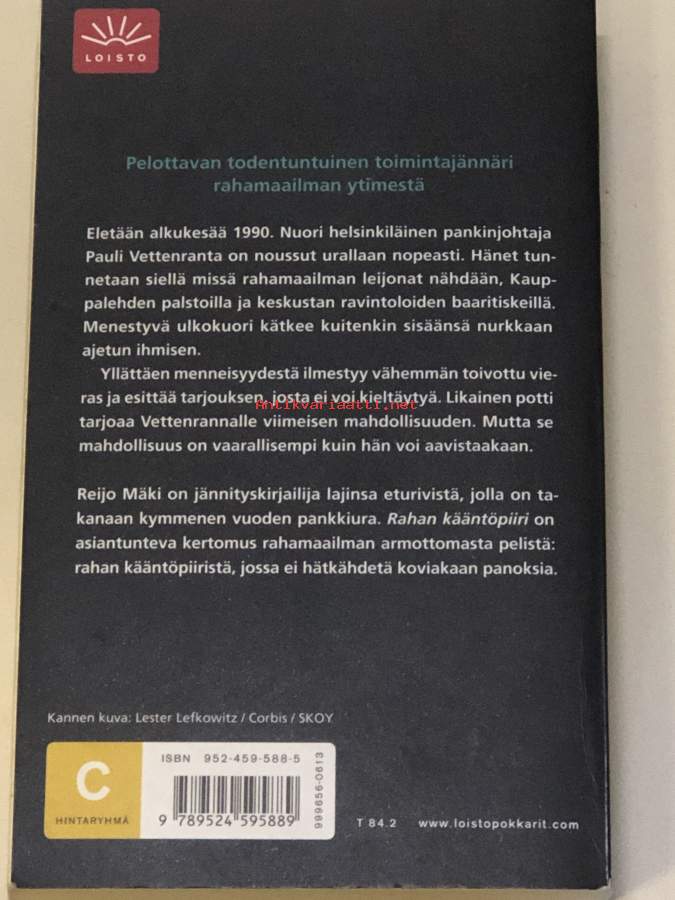 LOISTO
Pelottavan todentuntuinen toimintajännäri
rahamaailman ytimestä
Eletään alkukesää 1990. Nuori helsinkiläinen pankinjohtaja
Pauli Vettenranta on noussut urallaan nopeasti. Hänet tun-
netaan siellä missä rahamaailman leijonat nähdään, Kaup-
palehden palstoilla ja keskustan ravintoloiden baaritiskeillä.
Menestyvä ulkokuori kätkee kuitenkin sisäänsä nurkkaan
ajetun ihmisen.
Yllättäen menneisyydestä ilmestyy vähemmän toivottu vie-
ras ja esittää tarjouksen, josta ei voi kieltäytyä. Likainen potti
Antikvariaatti.net
tarjoaa Vettenrannalle viimeisen mahdollisuuden. Mutta se
mahdollisuus on vaarallisempi kuin hän voi aavistaakaan.
Reijo Mäki on jännityskirjailija lajinsa eturivistä, jolla on ta-
kanaan kymmenen vuoden pankkiura. Rahan kääntöpiiri on
asiantunteva kertomus rahamaailman armottomasta pelistä:
rahan kääntöpiiristä, jossa ei hätkähdetä koviakaan panoksia.
Kannen kuva: Lester Lefkowitz / Corbis / SKOY
C
HINTARYHMÄ
ISBN 952-459-588-5
9 789524 595889
999656-0613
T 84.2 www.loistopokkarit.com